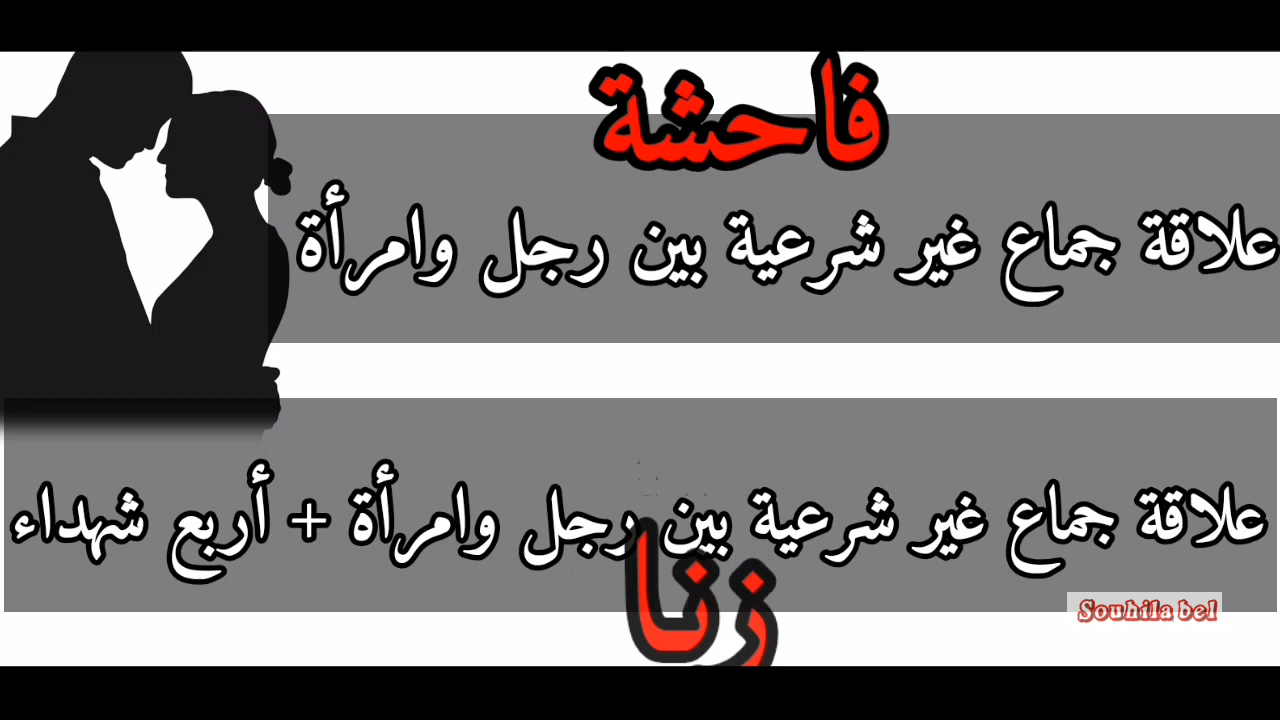 فاحشة
علاقة جماع غير شرعية بين رجل وامرأة
علاقة جماع غير شرعية بين رجل وامرأة + أربع شهداء
زنا
Souhila bel